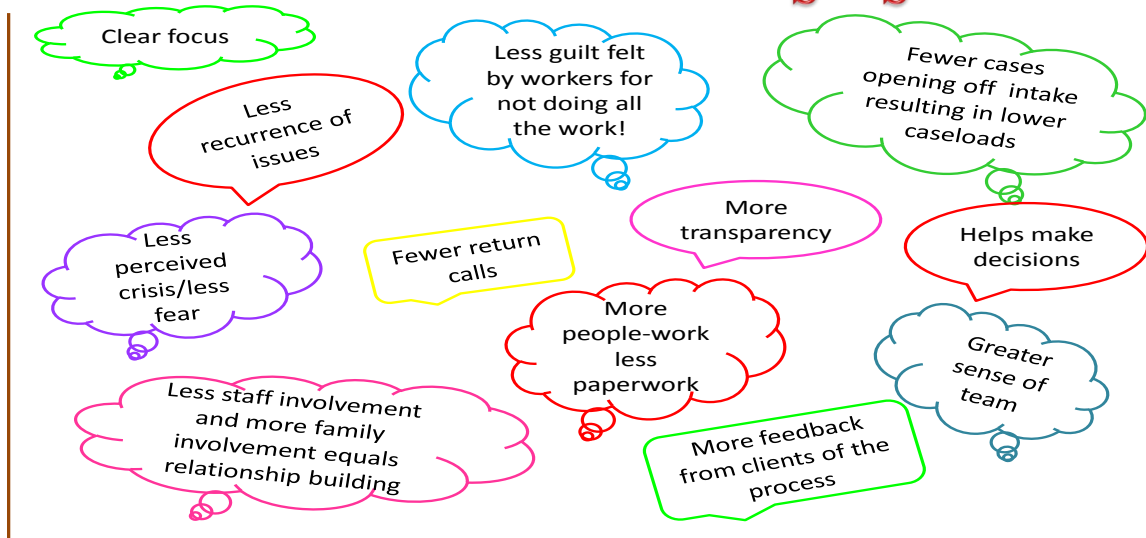 Clear focus
Less guilt felt
by workers for
not doing all
the work!
Fewer cases
opening off intake
resulting in lower
caseloads
Less
recurrence of
issues
More
transparency
Helps make
decisions
Less
perceived
crisis/less
fear
Fewer return
calls
More
people-work
less
paperwork
Greater
sense of
team
Less staff involvement
and more family
involvement equals
relationship building
More feedback
from clients of the
process